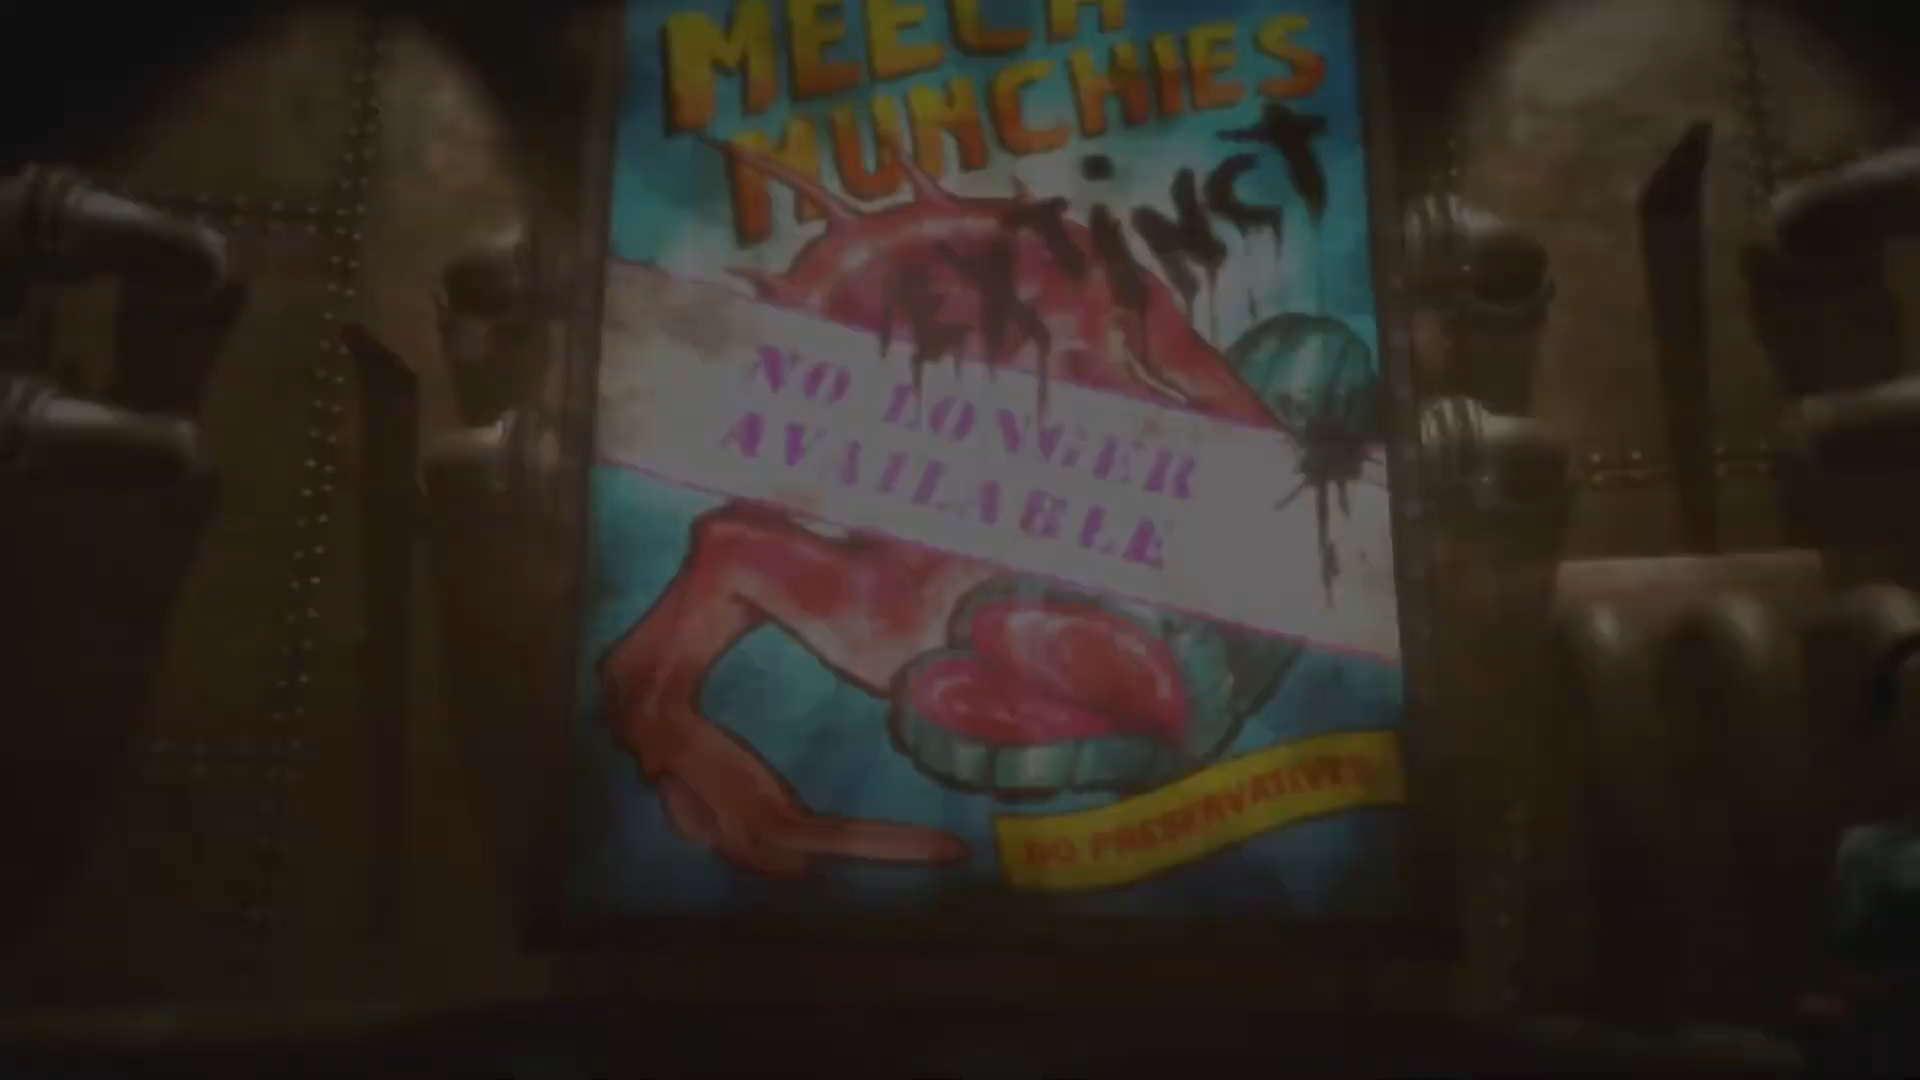 MEECH
MUNCHIES
EXTINCT
NO LONGER
AVAILABLE
NO PRESERVATIVES